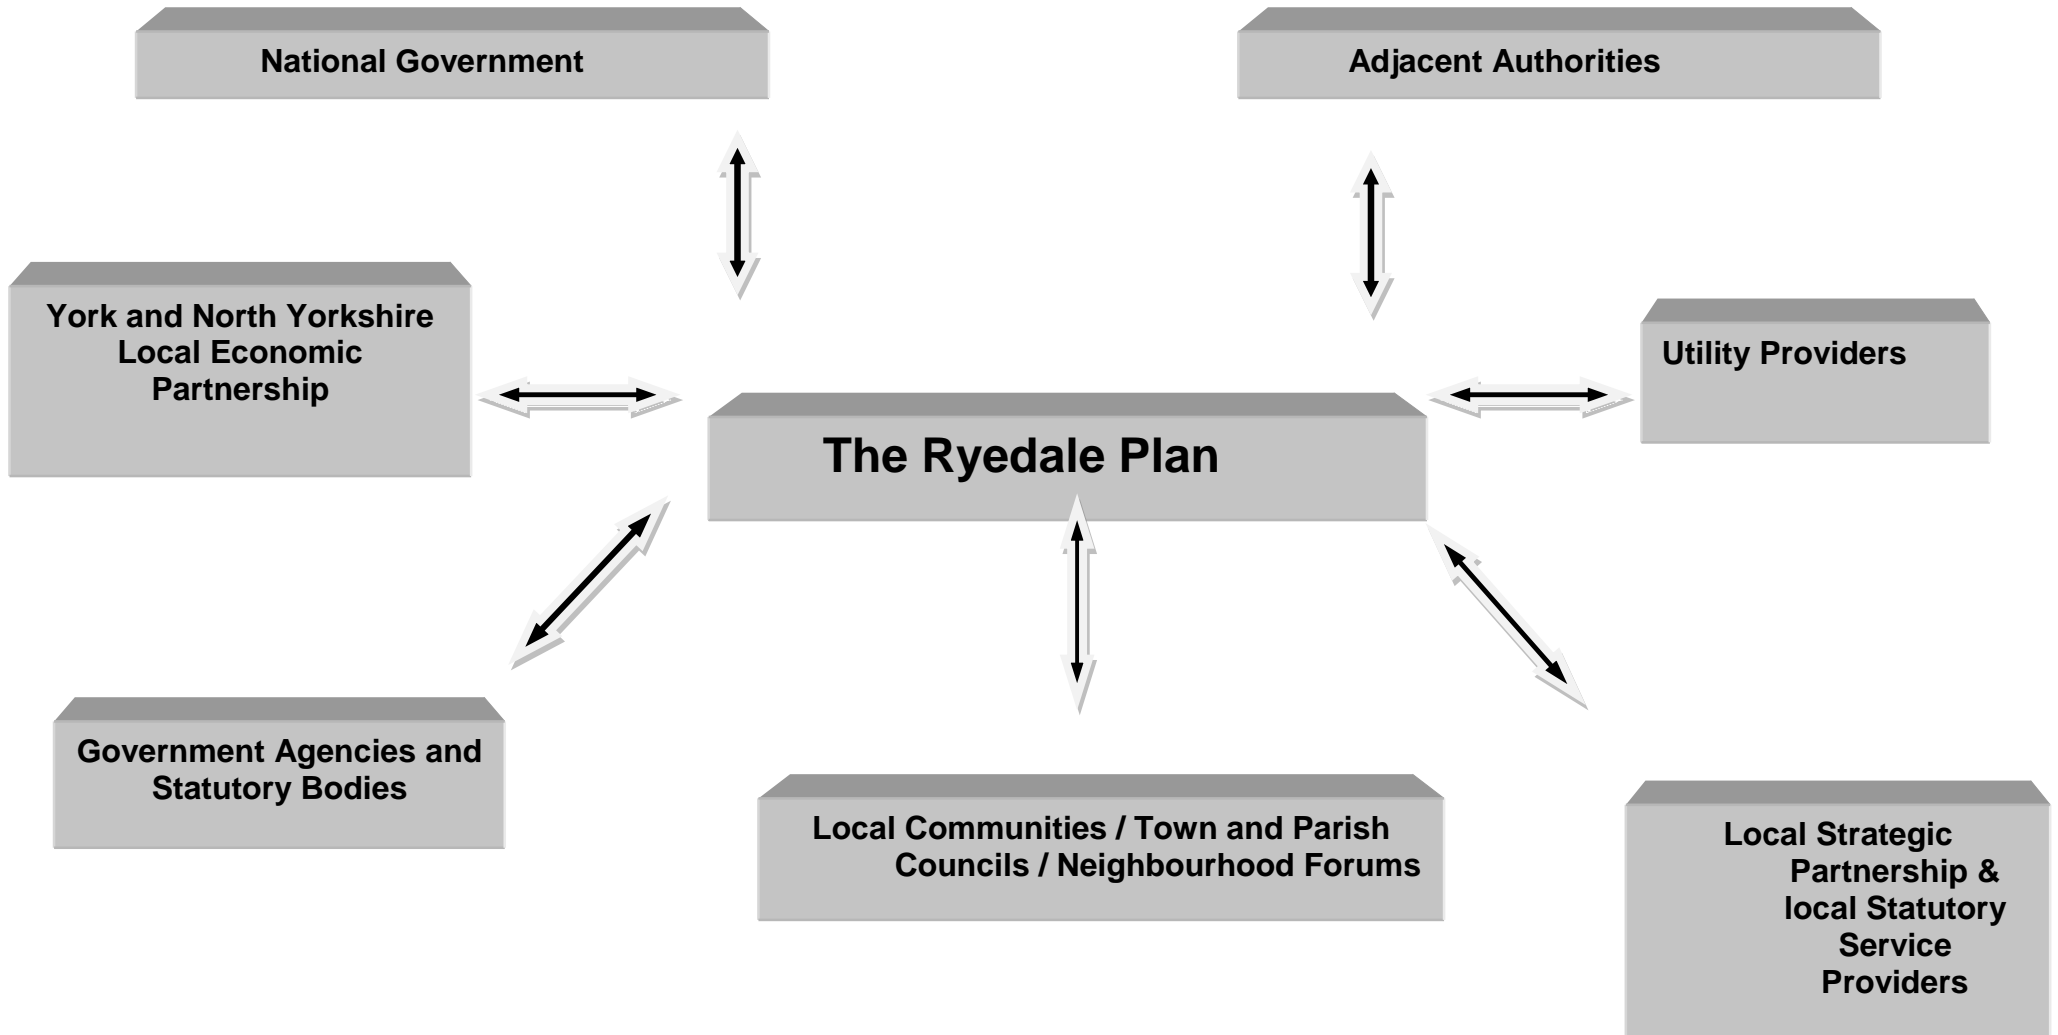 National Government
Adjacent Authorities
York and North Yorkshire
Local Economic
Partnership
Utility Providers
The Ryedale Plan
Government Agencies and
Statutory Bodies
Local Communities / Town and Parish
Councils / Neighbourhood Forums
Local Strategic
Partnership &
local Statutory
Service
Providers